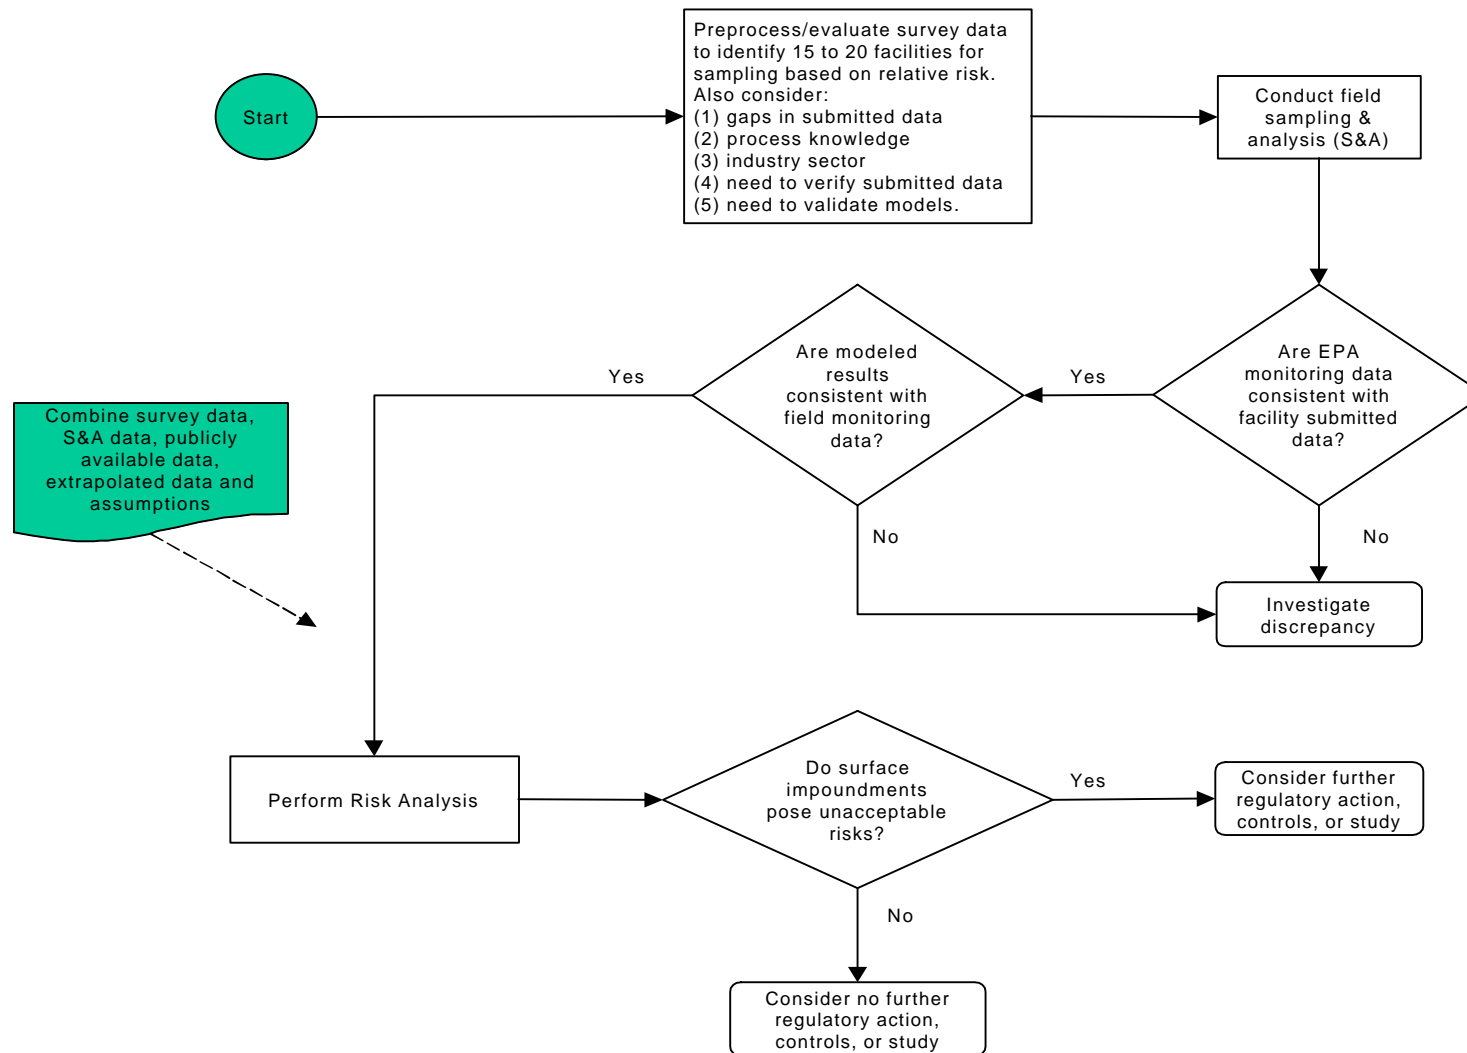 Start
Preprocess/evaluate survey data
to identify 15 to 20 facilities for
sampling based on relative risk.
Also consider:
(1) gaps in submitted data
(2) process knowledge
(3) industry sector
(4) need to verify submitted data
(5) need to validate models.
Conduct field
sampling &
analysis (S&A)
Are EPA
monitoring data
consistent with
facility submitted
data?
Yes
No
Are modeled
results
consistent with
field monitoring
data?
Yes
No
Investigate
discrepancy
Combine survey data,
S&A data, publicly
available data,
extrapolated data and
assumptions
Perform Risk Analysis
Do surface
impoundments
pose unacceptable
risks?
Yes
Consider further
regulatory action,
controls, or study
No
Consider no further
regulatory action,
controls, or study